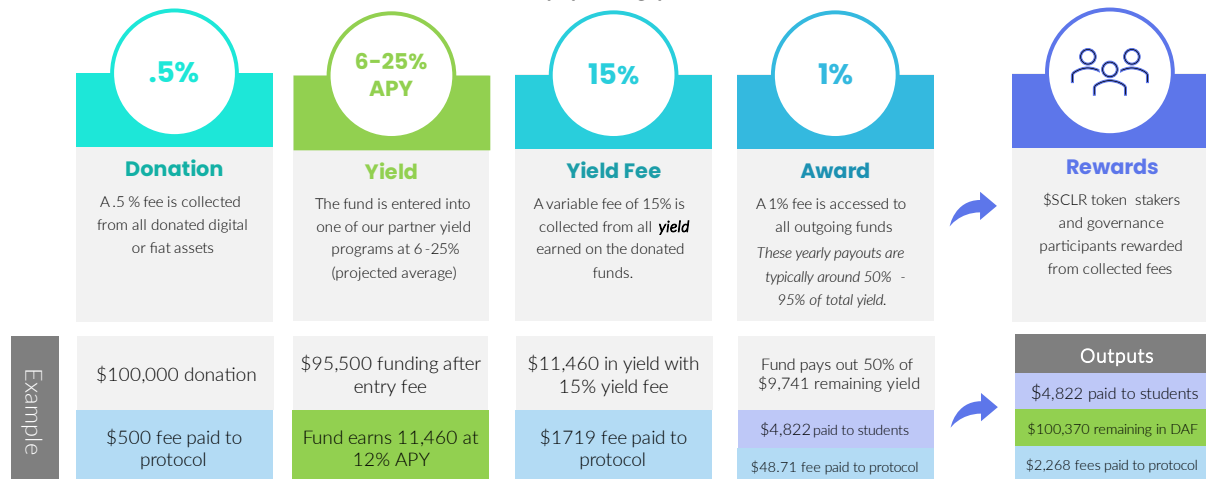 .5%
Donation
A .5 % fee is collected
from all donated digital
or fiat assets
6-25%
APY
Yield
The fund is entered into
one of our partner yield
programs at 6 -25%
(projected average)
15%
Yield Fee
A variable fee of 15% is
collected from all yield
earned on the donated
funds.
1%
Award
A 1% fee is accessed to
all outgoing funds
These yearly payouts are
typically around 50% -
95% of total yield.
Rewards
$SCLR token stakers
and governance
participants rewarded
from collected fees
Example
$100,000 donation
$500 fee paid to
protocol
$95,500 funding after
entry fee
Fund earns 11,460 at
12% APY
$11,460 in yield with
15% yield fee
$1719 fee paid to
protocol
Fund pays out 50% of
$9,741 remaining yield
$4,822 paid to students
$48.71 fee paid to protocol
Outputs
$4,822 paid to students
$100,370 remaining in DAF
$2,268 fees paid to protocol